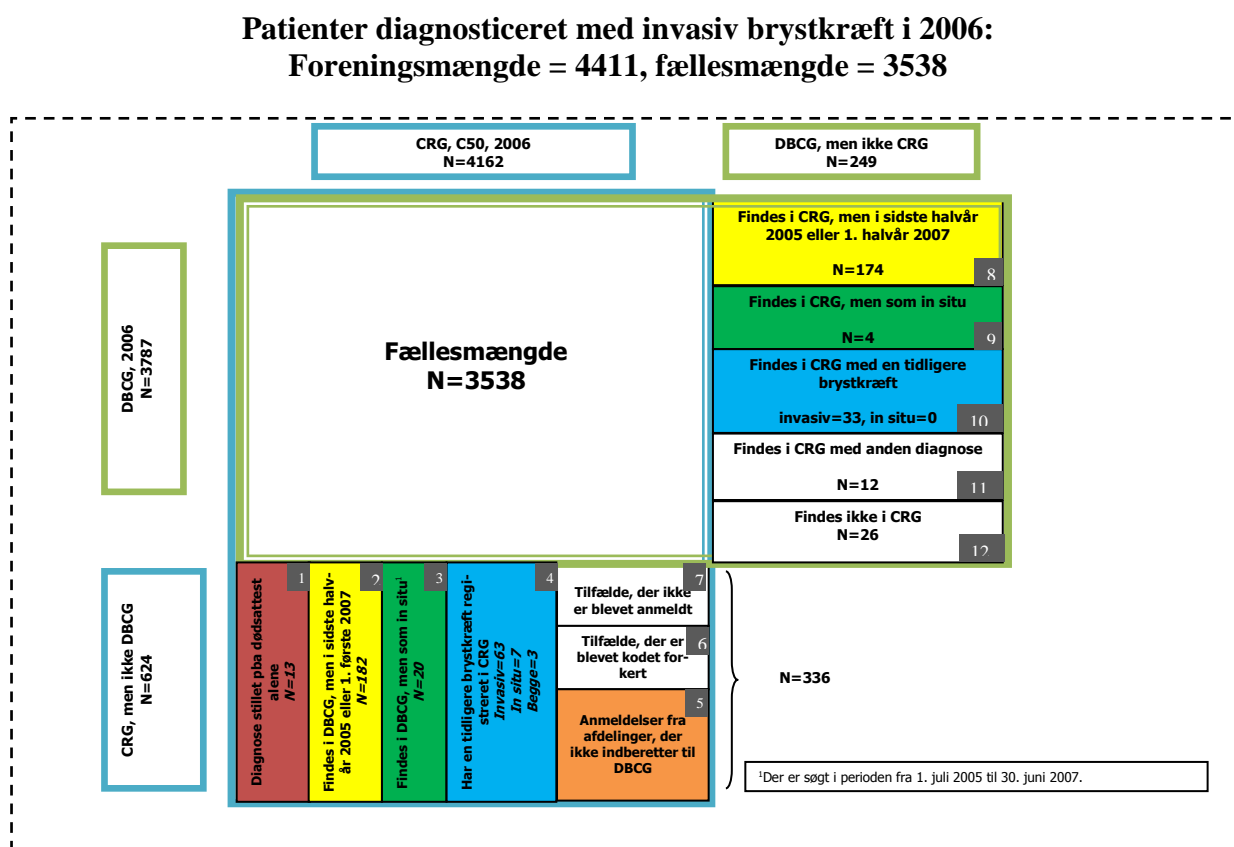 Patienter diagnosticeret med invasiv brystkræft i 2006:
Foreningsmængde = 4411, fællesmængde = 3538
CRG, C50, 2006
N=4162
DBCG, men ikke CRG
N=249
DBCG, 2006
N=3787
Fællesmængde
N=3538
Findes i CRG, men i sidste halvår
2005 eller 1. halvår 2007
N=174
8
Findes i CRG, men som in situ
N=4
9
Findes i CRG med en tidligere
brystkræft
invasiv=33, in situ=0
10
Findes i CRG med anden diagnose
N=12
11
Findes ikke i CRG
N=26
12
CRG, men ikke DBCG
N=624
1
Diagnose stillet pba dødsattest
alene
N=13
2
Findes i DBCG, men i sidste halv-
år 2005 eller 1. første 2007
N=182
3
Findes i DBCG, men som in situ¹
N=20
4
Har en tidligere brystkræft regi-
streret i CRG
Invasiv=63
In situ=7
Begge=3
7
Tilfælde, der ikke
er blevet anmeldt
6
Tilfælde, der er
blevet kodet for-
kert
5
Anmeldelser fra
afdelinger, der
ikke indberetter til
DBCG
N=336
¹Der er søgt i perioden fra 1. juli 2005 til 30. juni 2007.